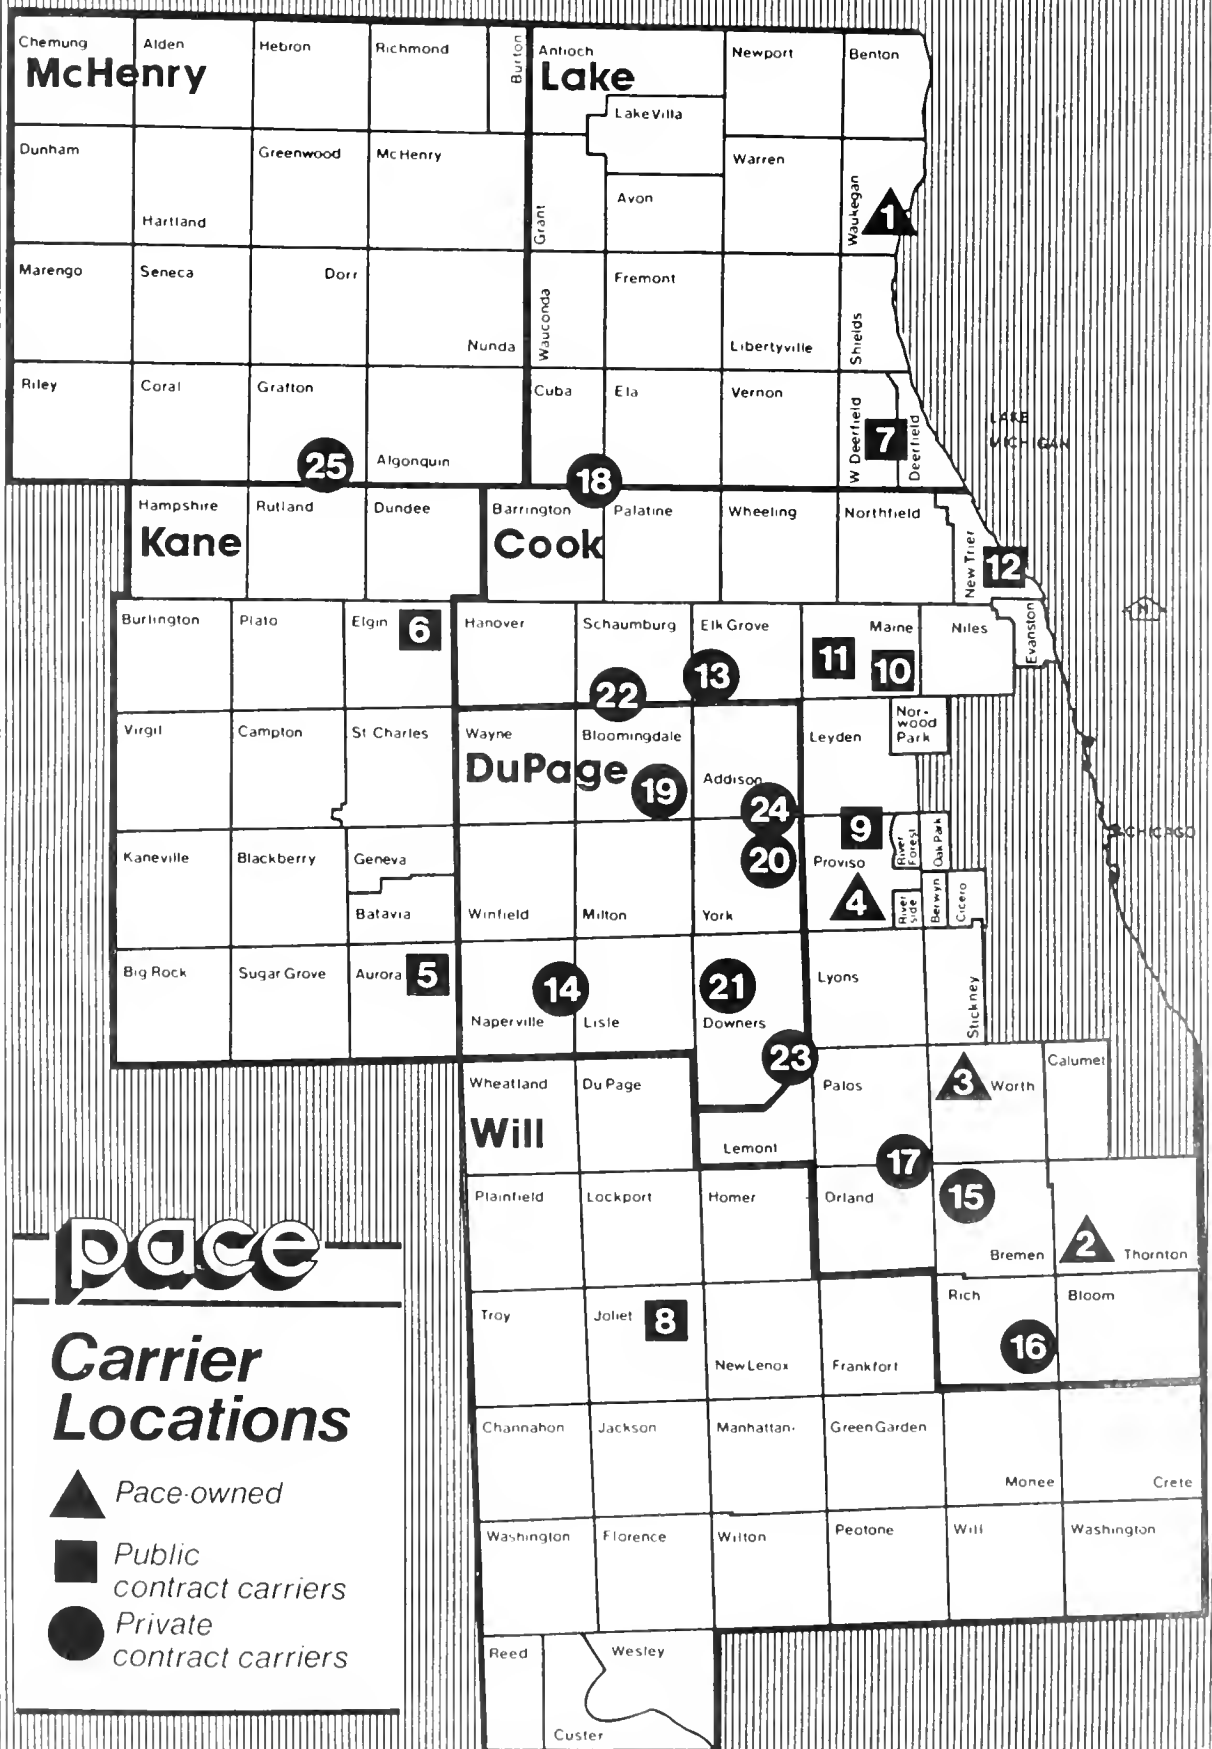 Chemung
Alden
Hebron
Richmond
Burton
Antioch
Newport
Benton
McHenry
Lake
Lake Villa
Dunham
Greenwood
McHenry
Warren
Hartland
Grant
Avon
Waukegan
1
Marengo
Seneca
Dorr
Nunda
Wauconda
Fremont
Libertyville
Shields
Riley
Coral
Grafton
Algonquin
Cuba
Ela
Vernon
W Deerfield
7
Deerfield
LAKE
MICHIGAN
25
18
Hampshire
Rutland
Dundee
Barrington
Palatine
Wheeling
Northfield
Kane
Cook
New Trier
12
N
Burlington
Plato
Elgin
6
Hanover
Schaumburg
Elk Grove
Maine
Niles
Evanston
11
10
13
22
Virgil
Campton
St Charles
Wayne
Bloomingdale
Addison
Leyden
Nor-
wood
Park
DuPage
19
24
9
CHICAGO
Kaneville
Blackberry
Geneva
Batavia
Winfield
Milton
York
20
Proviso
4
River
Forest
Oak Park
River
side
Berwyn
Cicero
Big Rock
Sugar Grove
Aurora
5
Naperville
14
Lisle
21
Downers
Lyons
Stickney
23
Wheatland
Du Page
Lemont
Palos
3
Worth
Calumet
Will
17
Plainfield
Lockport
Homer
Orland
15
Bremen
2
Thornton
Troy
Joliet
8
New Lenox
Frankfort
Rich
Bloom
16
Channahon
Jackson
Manhattan
Green Garden
Monee
Crete
Washington
Florence
Wilton
Peotone
Will
Washington
Reed
Wesley
Custer
pace
Carrier
Locations
Pace-owned
Public
contract carriers
Private
contract carriers